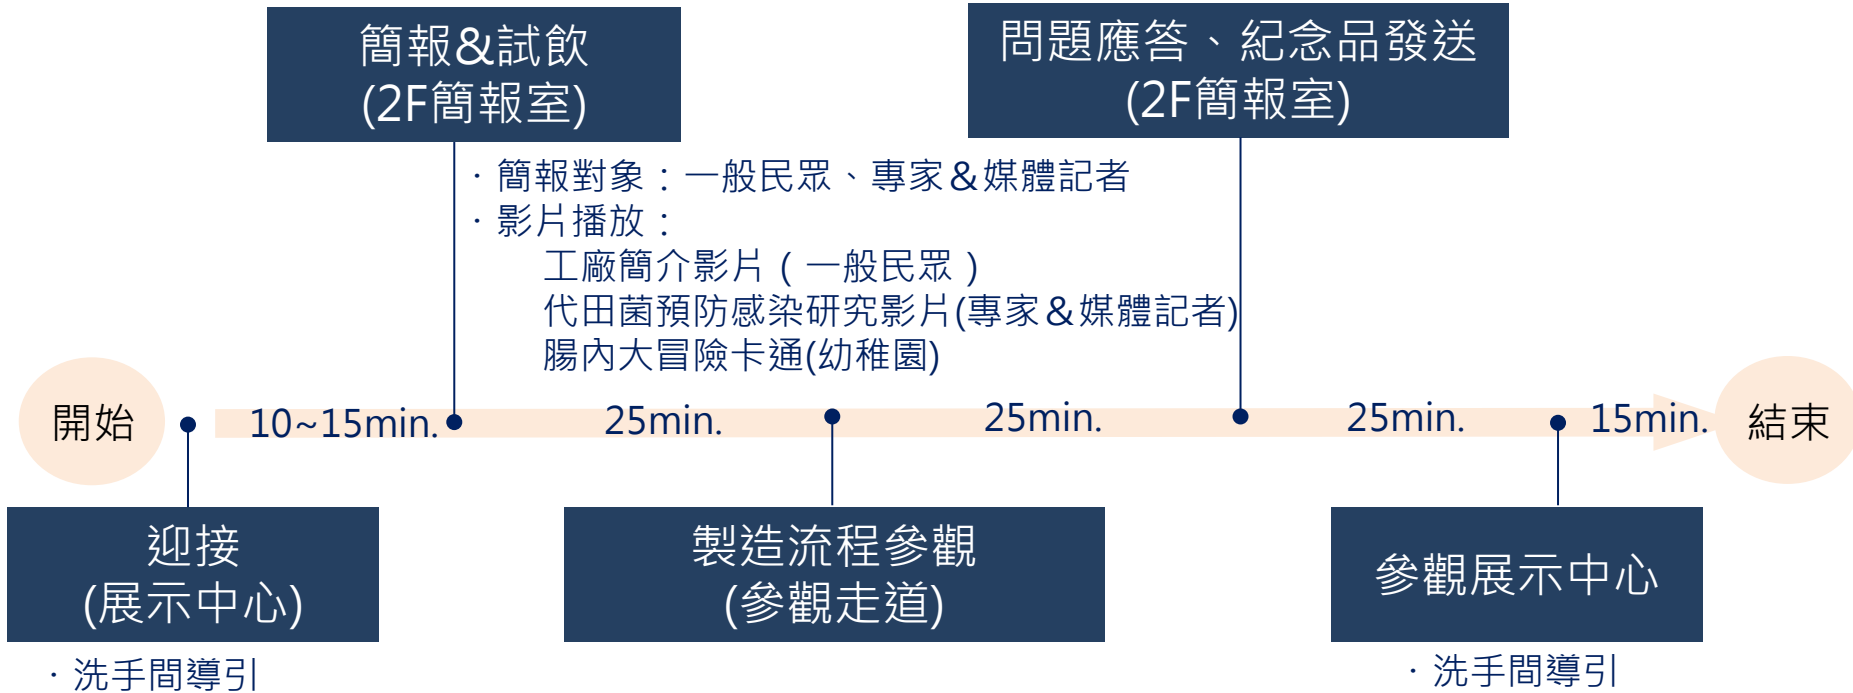 簡報&試飲
(2F簡報室)
問題應答、紀念品發送
(2F簡報室)
．簡報對象：一般民眾、專家＆媒體記者
．影片播放：
工廠簡介影片（一般民眾）
代田菌預防感染研究影片(專家＆媒體記者)
腸內大冒險卡通(幼稚園)
開始
10~15min.
25min.
25min.
25min.
15min.
結束
迎接
(展示中心)
．洗手間導引
製造流程參觀
(參觀走道)
參觀展示中心
．洗手間導引